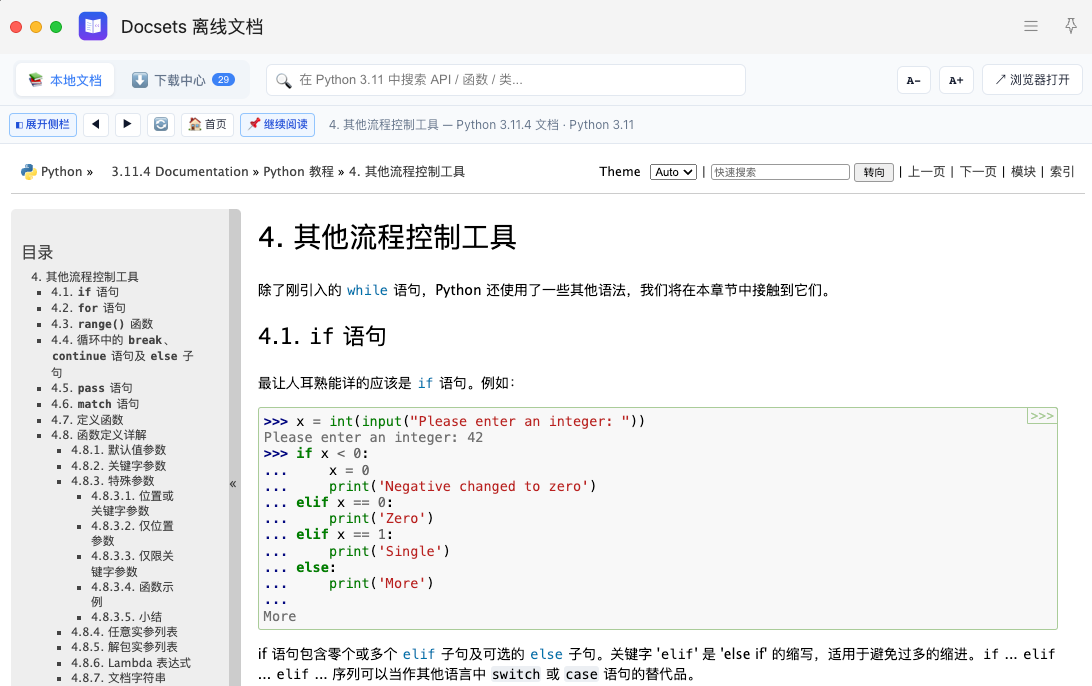 Docsets 离线文档
本地文档 下载中心 29 在 Python 3.11 中搜索 API / 函数 / 类... A- A+ ↗ 浏览器打开
展开侧栏 ◀ ▶ 首页 继续阅读 4. 其他流程控制工具 — Python 3.11.4 文档 · Python 3.11
Python » 3.11.4 Documentation » Python 教程 » 4. 其他流程控制工具 Theme Auto | 快速搜索 转向 | 上一页 | 下一页 | 模块 | 索引
目录
4. 其他流程控制工具
4.1. if 语句
4.2. for 语句
4.3. range() 函数
4.4. 循环中的 break、
continue 语句及 else 子
句
4.5. pass 语句
4.6. match 语句
4.7. 定义函数
4.8. 函数定义详解
4.8.1. 默认值参数
4.8.2. 关键字参数
4.8.3. 特殊参数
4.8.3.1. 位置或
关键字参数
4.8.3.2. 仅位置
参数
4.8.3.3. 仅限关
键字参数
4.8.3.4. 函数示
例
4.8.3.5. 小结
4.8.4. 任意实参列表
4.8.5. 解包实参列表
4.8.6. Lambda 表达式
4.8.7. 文档字符串
«
4. 其他流程控制工具
除了刚引入的 while 语句，Python 还使用了一些其他语法，我们将在本章节中接触到它们。
4.1. if 语句
最让人耳熟能详的应该是 if 语句。例如：
>>>
>>> x = int(input("Please enter an integer: "))
Please enter an integer: 42
>>> if x < 0:
...     x = 0
...     print('Negative changed to zero')
... elif x == 0:
...     print('Zero')
... elif x == 1:
...     print('Single')
... else:
...     print('More')
...
More
if 语句包含零个或多个 elif 子句及可选的 else 子句。关键字 'elif' 是 'else if' 的缩写，适用于避免过多的缩进。if ... elif
... elif ... 序列可以当作其他语言中 switch 或 case 语句的替代品。